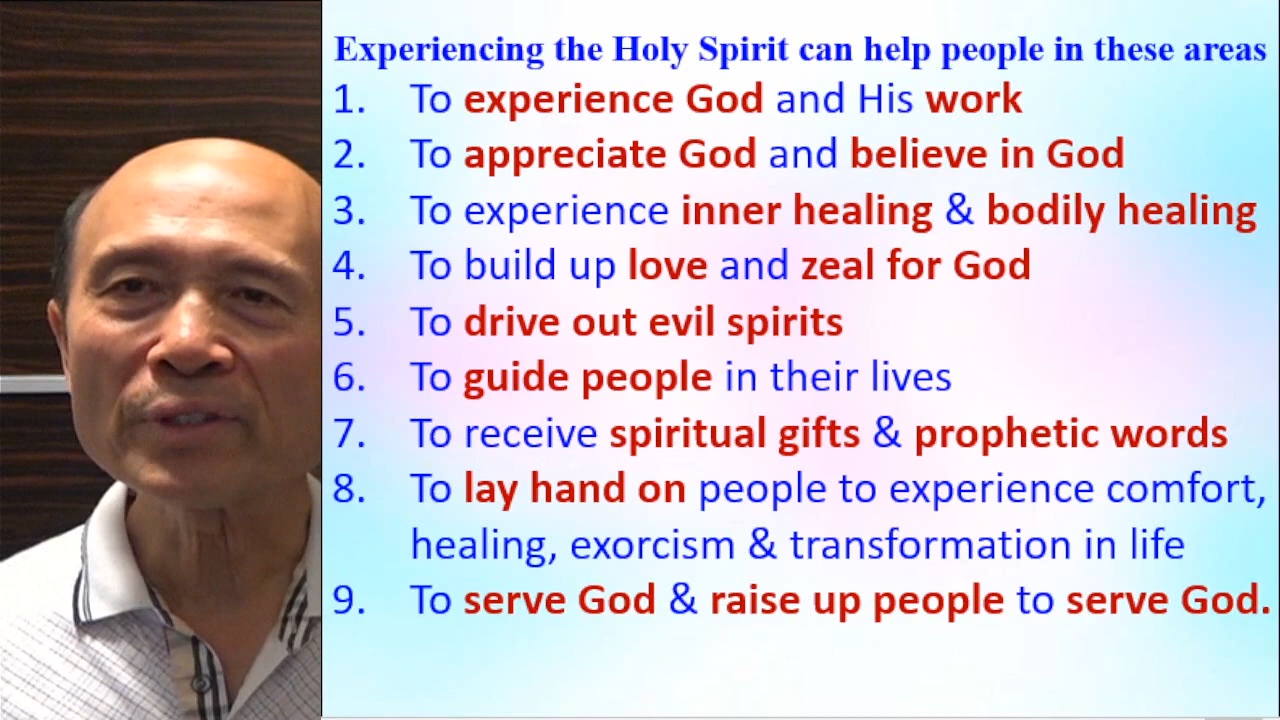 Experiencing the Holy Spirit can help people in these areas
1. To experience God and His work
2. To appreciate God and believe in God
3. To experience inner healing & bodily healing
4. To build up love and zeal for God
5. To drive out evil spirits
6. To guide people in their lives
7. To receive spiritual gifts & prophetic words
8. To lay hand on people to experience comfort,
healing, exorcism & transformation in life
9. To serve God & raise up people to serve God.